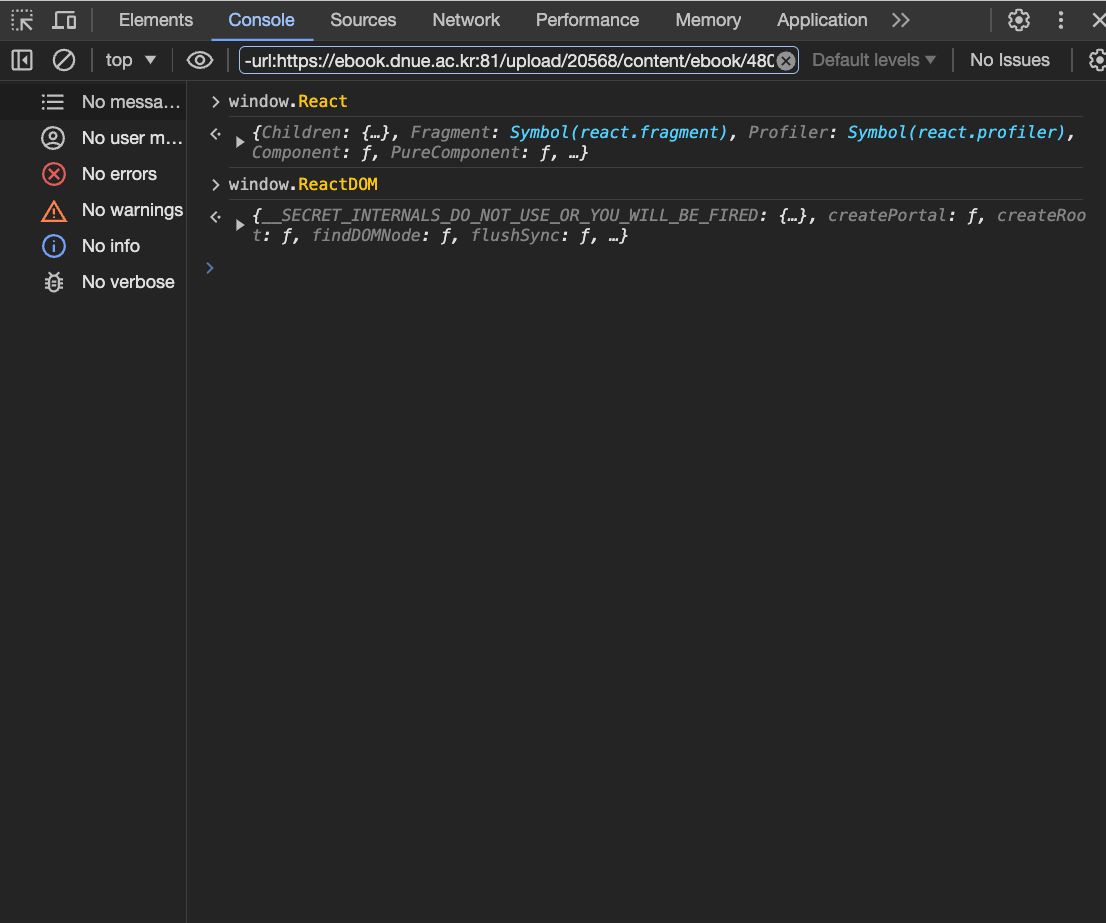 Elements Console Sources Network Performance Memory Application
top -url:https://ebook.dnue.ac.kr:81/upload/20568/content/ebook/480 Default levels No Issues
No messa…
No user m…
No errors
No warnings
No info
No verbose
window.React
{Children: {…}, Fragment: Symbol(react.fragment), Profiler: Symbol(react.profiler),
Component: ƒ, PureComponent: ƒ, …}
window.ReactDOM
{__SECRET_INTERNALS_DO_NOT_USE_OR_YOU_WILL_BE_FIRED: {…}, createPortal: ƒ, createRoo
t: ƒ, findDOMNode: ƒ, flushSync: ƒ, …}